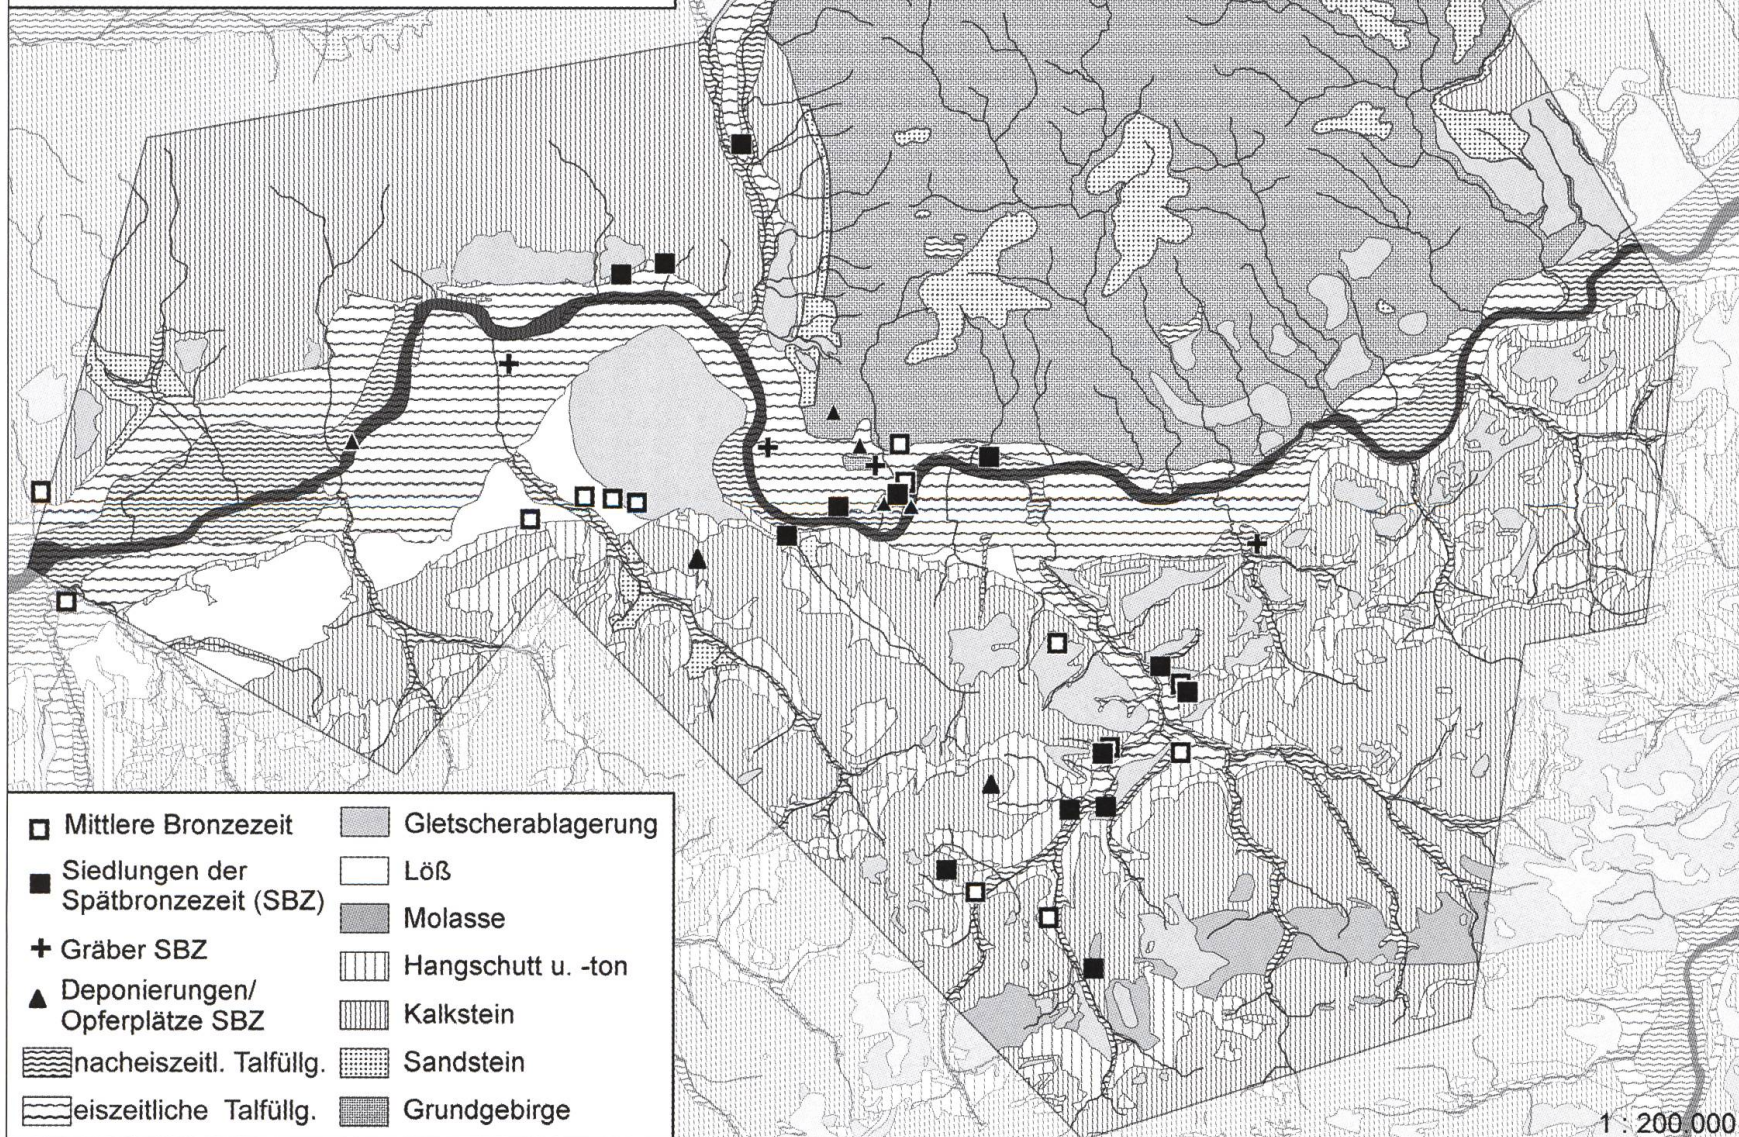 Mittlere Bronzezeit
Siedlungen der
Spätbronzezeit (SBZ)
Gräber SBZ
Deponierungen/
Opferplätze SBZ
nacheiszeitl. Talfüllg.
eiszeitliche Talfüllg.
Gletscherablagerung
Löß
Molasse
Hangschutt u. -ton
Kalkstein
Sandstein
Grundgebirge
1 : 200.000